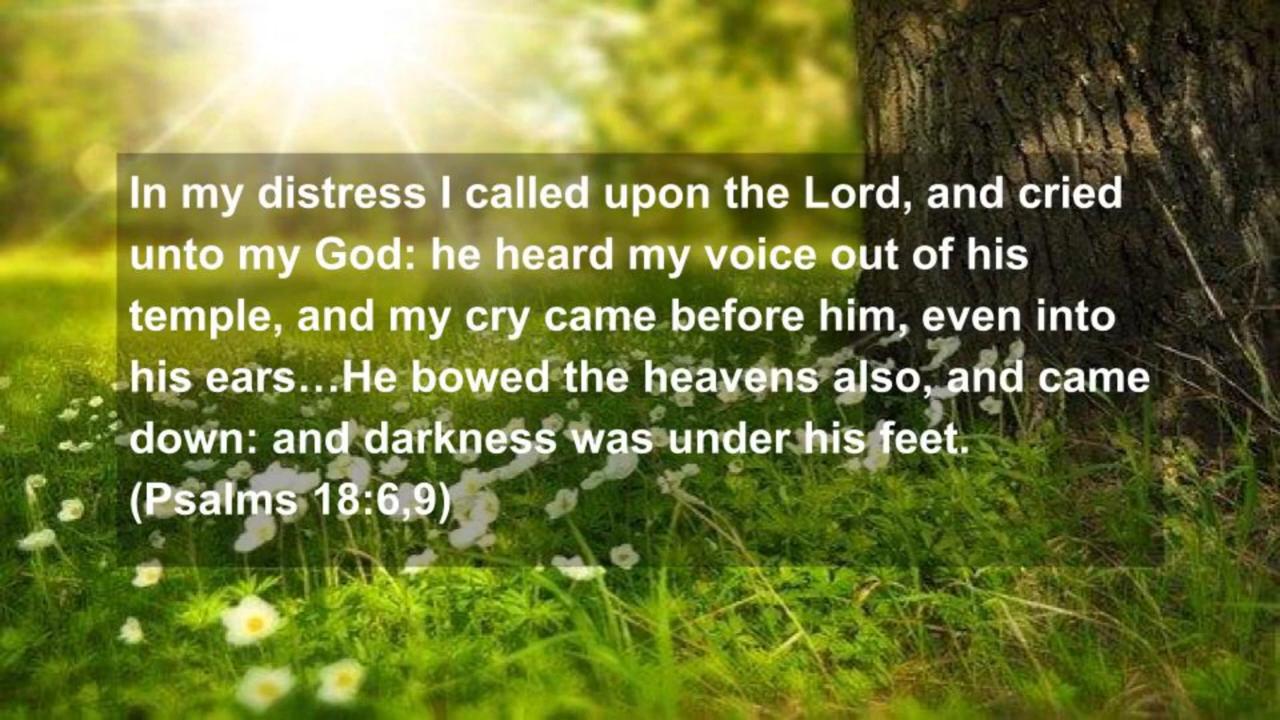 In my distress I called upon the Lord, and cried
unto my God: he heard my voice out of his
temple, and my cry came before him, even into
his ears…He bowed the heavens also, and came
down: and darkness was under his feet.
(Psalms 18:6,9)